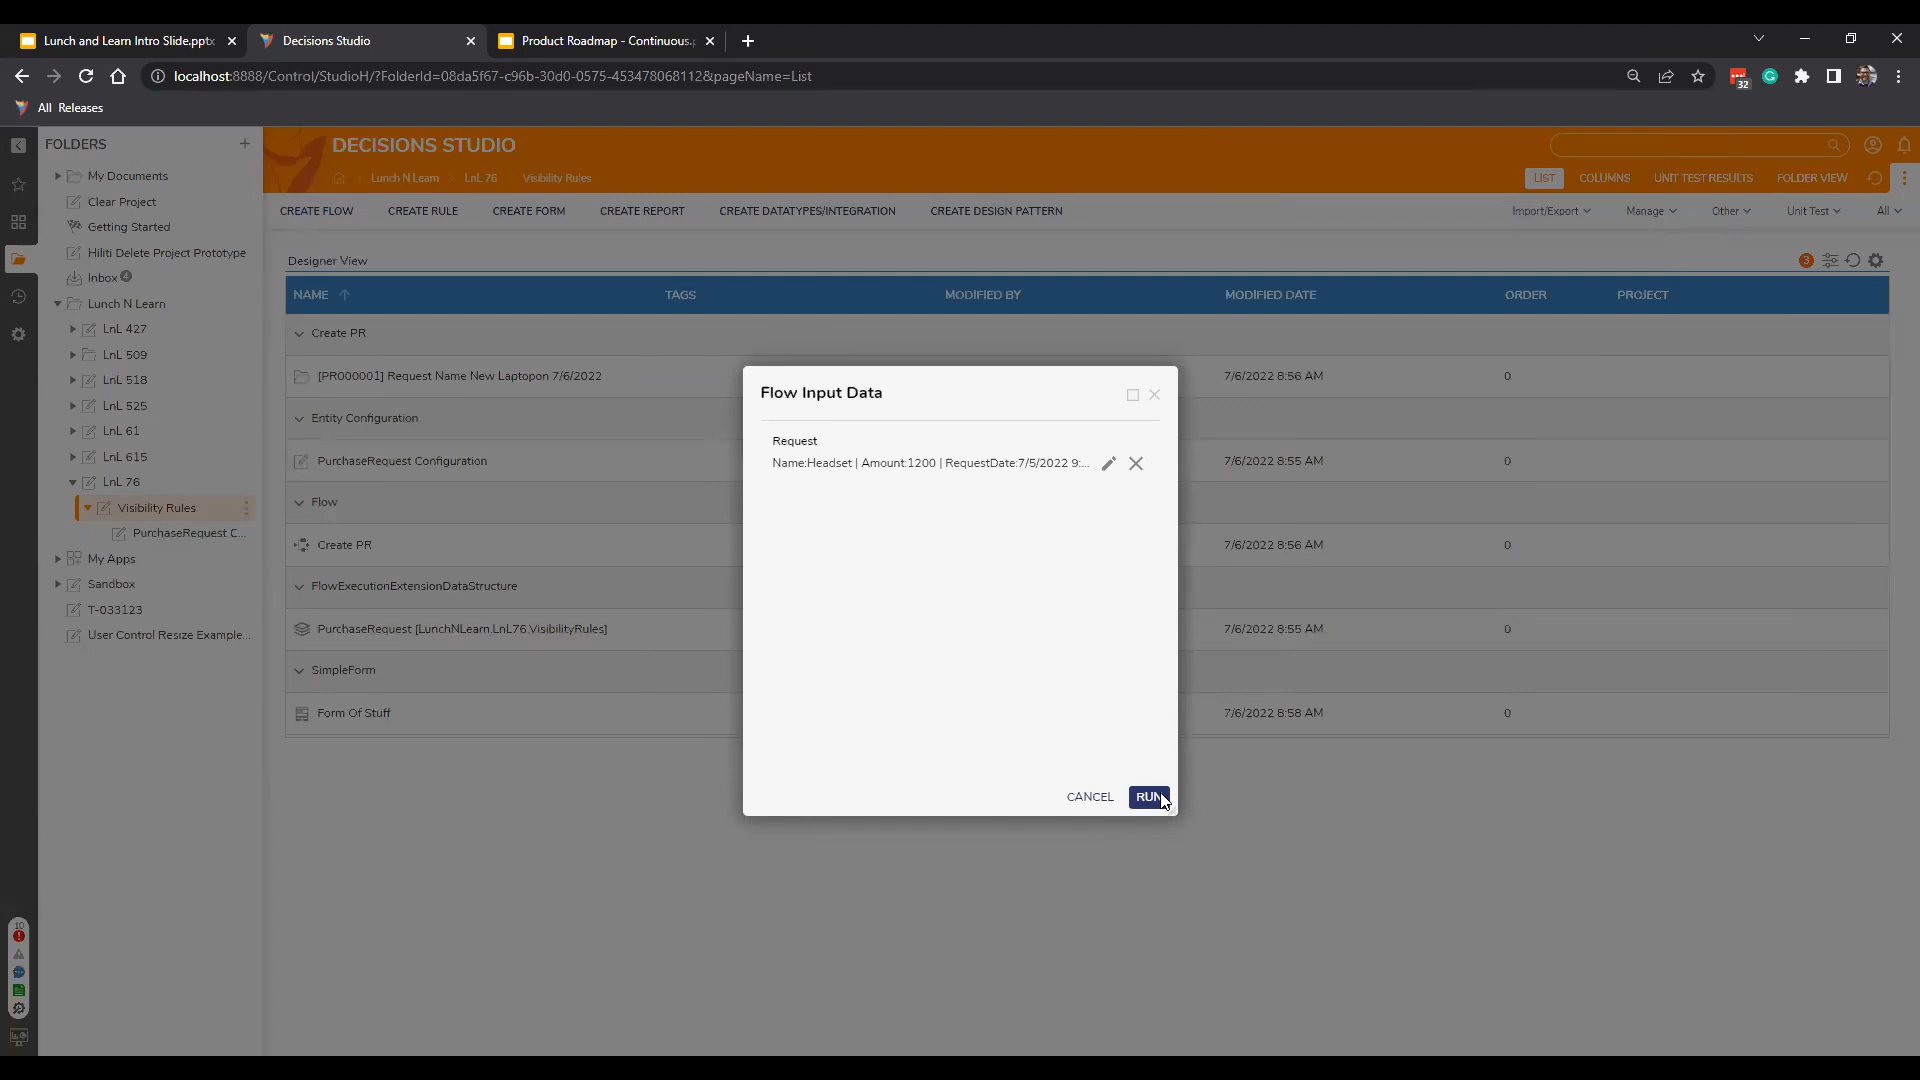 Lunch and Learn Intro Slide.pptx
Decisions Studio
Product Roadmap - Continuous.p
localhost:8888/Control/StudioH/?FolderId=08da5f67-c96b-30d0-0575-453478068112&pageName=List
32
All Releases
FOLDERS
My Documents
Clear Project
Getting Started
Hiliti Delete Project Prototype
Inbox 4
Lunch N Learn
LnL 427
LnL 509
LnL 518
LnL 525
LnL 61
LnL 615
LnL 76
Visibility Rules
PurchaseRequest C...
My Apps
Sandbox
T-033123
User Control Resize Example...
10
DECISIONS STUDIO
Lunch N Learn LnL 76 Visibility Rules
LIST COLUMNS UNIT TEST RESULTS FOLDER VIEW
CREATE FLOW CREATE RULE CREATE FORM CREATE REPORT CREATE DATATYPES/INTEGRATION CREATE DESIGN PATTERN
Import/Export Manage Other Unit Test All
Designer View
3
NAME TAGS MODIFIED BY MODIFIED DATE ORDER PROJECT
Create PR
[PR000001] Request Name New Laptopon 7/6/2022 7/6/2022 8:56 AM 0
Entity Configuration
PurchaseRequest Configuration 7/6/2022 8:55 AM 0
Flow
Create PR 7/6/2022 8:56 AM 0
FlowExecutionExtensionDataStructure
PurchaseRequest [LunchNLearn.LnL76.VisibilityRules] 7/6/2022 8:55 AM 0
SimpleForm
Form Of Stuff 7/6/2022 8:58 AM 0
Flow Input Data
Request
Name:Headset | Amount:1200 | RequestDate:7/5/2022 9:...
CANCEL RUN